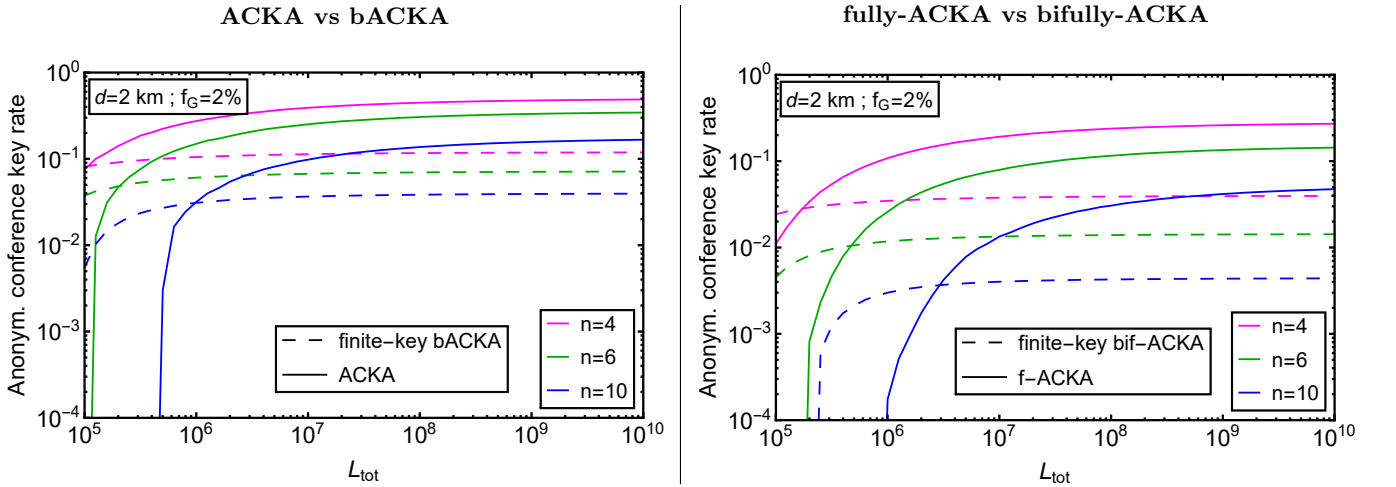 ACKA vs bACKA
Anonym. conference key rate
10^0
10^-1
10^-2
10^-3
10^-4
d=2 km ; f_G=2%
finite-key bACKA
ACKA
n=4
n=6
n=10
10^5 10^6 10^7 10^8 10^9 10^10
L_tot
fully-ACKA vs bifully-ACKA
Anonym. conference key rate
10^0
10^-1
10^-2
10^-3
10^-4
d=2 km ; f_G=2%
finite-key bif-ACKA
f-ACKA
n=4
n=6
n=10
10^5 10^6 10^7 10^8 10^9 10^10
L_tot